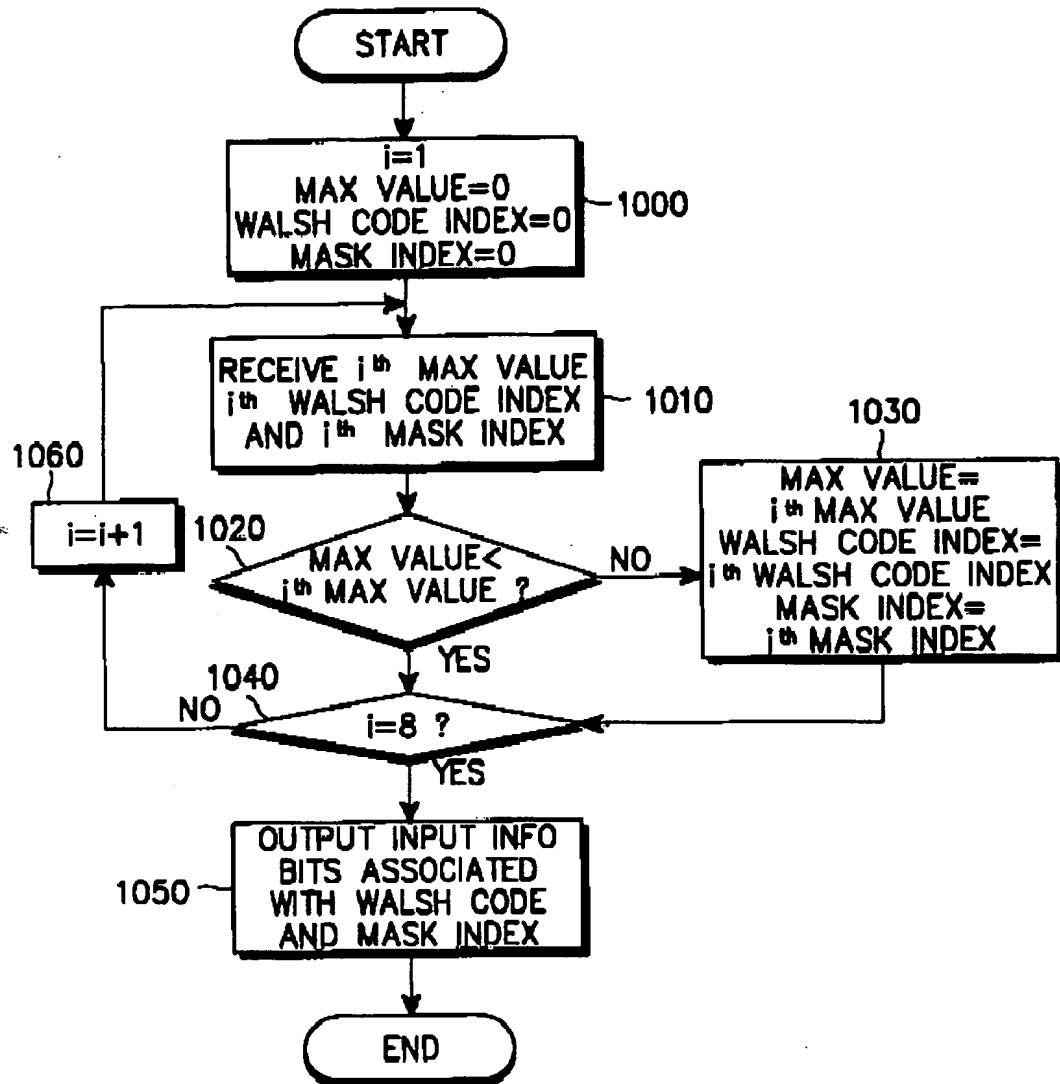 START
i=1
MAX VALUE=0
WALSH CODE INDEX=0
MASK INDEX=0
1000
RECEIVE ith MAX VALUE
ith WALSH CODE INDEX
AND ith MASK INDEX
1010
1060
i=i+1
1020
MAX VALUE<
ith MAX VALUE ?
NO
YES
1030
MAX VALUE=
ith MAX VALUE
WALSH CODE INDEX=
ith WALSH CODE INDEX
MASK INDEX=
ith MASK INDEX
1040
NO
i=8 ?
YES
OUTPUT INPUT INFO
BITS ASSOCIATED
WITH WALSH CODE
AND MASK INDEX
1050
END